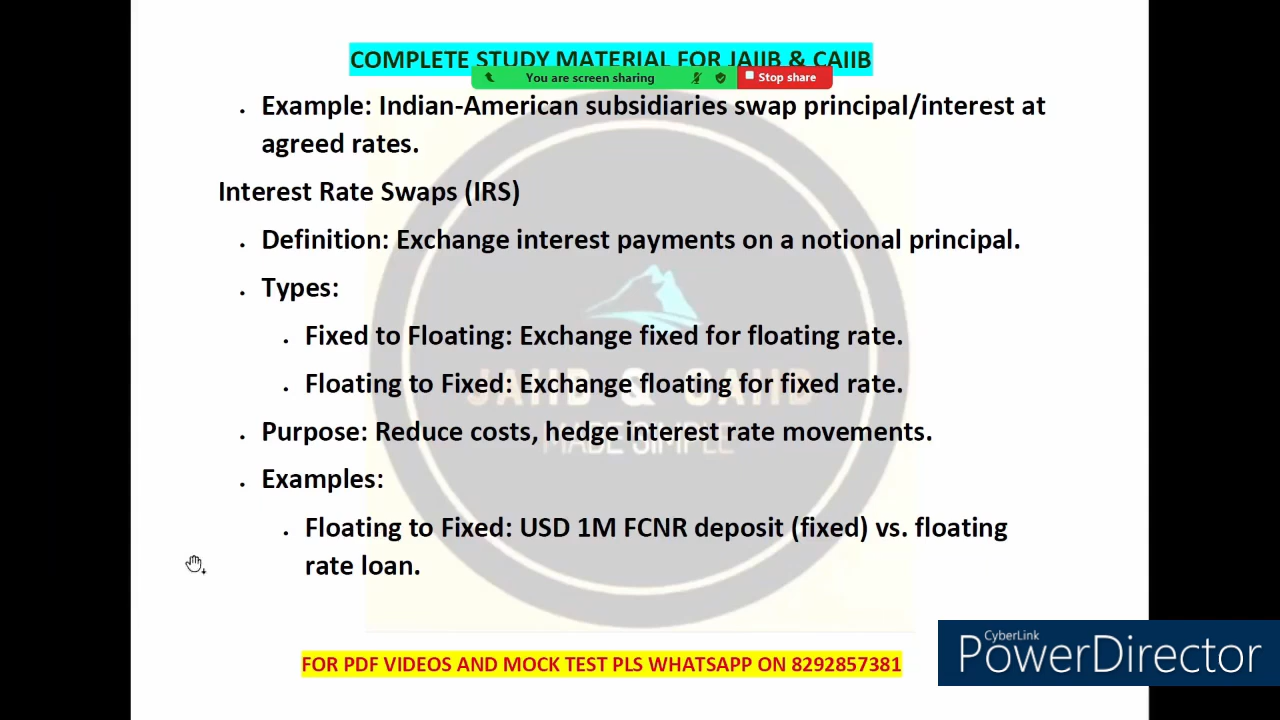 COMPLETE STUDY MATERIAL FOR JAIIB & CAIIB
You are screen sharing
Stop share
• Example: Indian-American subsidiaries swap principal/interest at
agreed rates.
Interest Rate Swaps (IRS)
• Definition: Exchange interest payments on a notional principal.
• Types:
• Fixed to Floating: Exchange fixed for floating rate.
• Floating to Fixed: Exchange floating for fixed rate.
JAIIB & CAIIB
• Purpose: Reduce costs, hedge interest rate movements.
MADE SIMPLE
• Examples:
• Floating to Fixed: USD 1M FCNR deposit (fixed) vs. floating
rate loan.
FOR PDF VIDEOS AND MOCK TEST PLS WHATSAPP ON 8292857381
CyberLink
PowerDirector